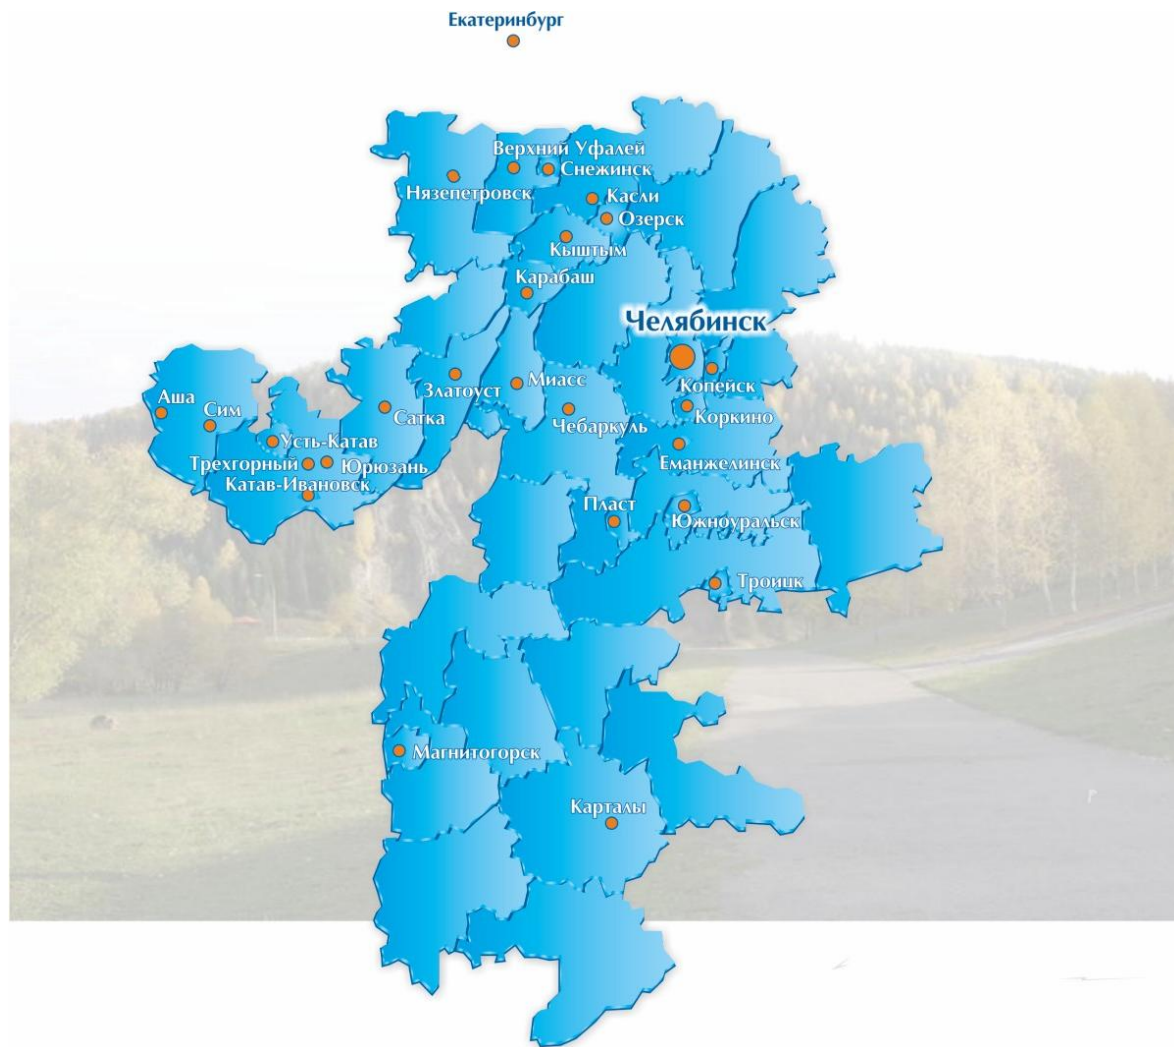 Екатеринбург
Верхний Уфалей
Снежинск
Нязепетровск
Касли
Озерск
Кыштым
Карабаш
Челябинск
Златоуст
Миасс
Копейск
Аша
Сим
Сатка
Чебаркуль
Коркино
Усть-Катав
Трехгорный
Юрюзань
Еманжелинск
Катав-Ивановск
Пласт
Южноуральск
Троицк
Магнитогорск
Карталы